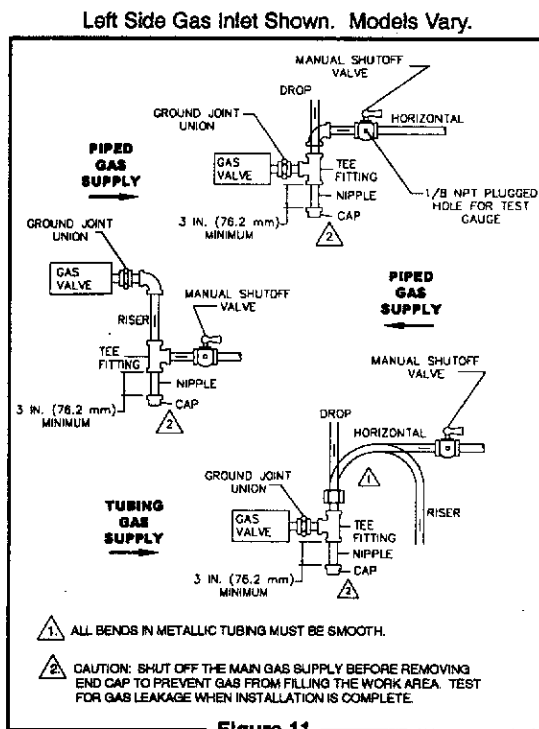 Left Side Gas Inlet Shown. Models Vary.
MANUAL SHUTOFF
VALVE
DROP
HORIZONTAL
GROUND JOINT
UNION
PIPED
GAS
SUPPLY
GAS
VALVE
TEE
FITTING
NIPPLE
CAP
3 IN. (76.2 mm)
MINIMUM
1/8 NPT PLUGGED
HOLE FOR TEST
GAUGE
2
GROUND JOINT
UNION
GAS
VALVE
RISER
MANUAL SHUTOFF
VALVE
TEE
FITTING
NIPPLE
CAP
3 IN. (76.2 mm)
MINIMUM
2
PIPED
GAS
SUPPLY
MANUAL SHUTOFF
VALVE
DROP
HORIZONTAL
1
RISER
GROUND JOINT
UNION
TUBING
GAS
SUPPLY
GAS
VALVE
TEE
FITTING
NIPPLE
CAP
3 IN. (76.2 mm)
MINIMUM
2
1. ALL BENDS IN METALLIC TUBING MUST BE SMOOTH.
2. CAUTION: SHUT OFF THE MAIN GAS SUPPLY BEFORE REMOVING
END CAP TO PREVENT GAS FROM FILLING THE WORK AREA. TEST
FOR GAS LEAKAGE WHEN INSTALLATION IS COMPLETE.
Figure 11